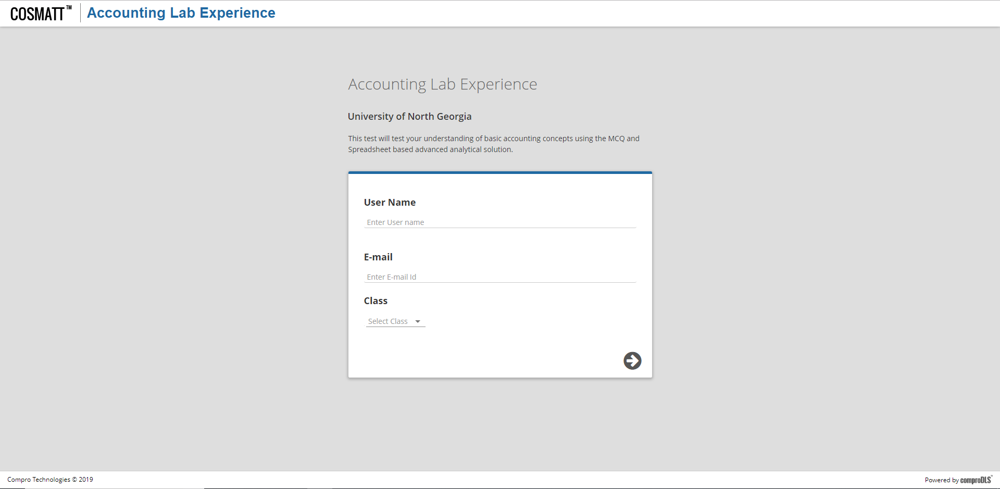 COSMATT™ Accounting Lab Experience
Accounting Lab Experience
University of North Georgia
This test will test your understanding of basic accounting concepts using the MCQ and
Spreadsheet based advanced analytical solution.
User Name
Enter User name
E-mail
Enter E-mail Id
Class
Select Class
Compro Technologies © 2019
Powered by comproDLS™